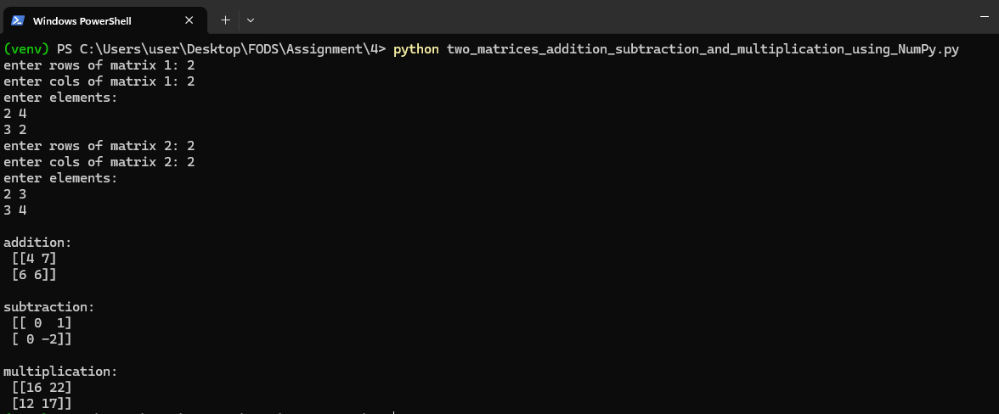 Windows PowerShell
(venv) PS C:\Users\user\Desktop\FODS\Assignment\4> python two_matrices_addition_subtraction_and_multiplication_using_NumPy.py
enter rows of matrix 1: 2
enter cols of matrix 1: 2
enter elements:
2 4
3 2
enter rows of matrix 2: 2
enter cols of matrix 2: 2
enter elements:
2 3
3 4
addition:
 [[4 7]
 [6 6]]
subtraction:
 [[ 0  1]
 [ 0 -2]]
multiplication:
 [[16 22]
 [12 17]]